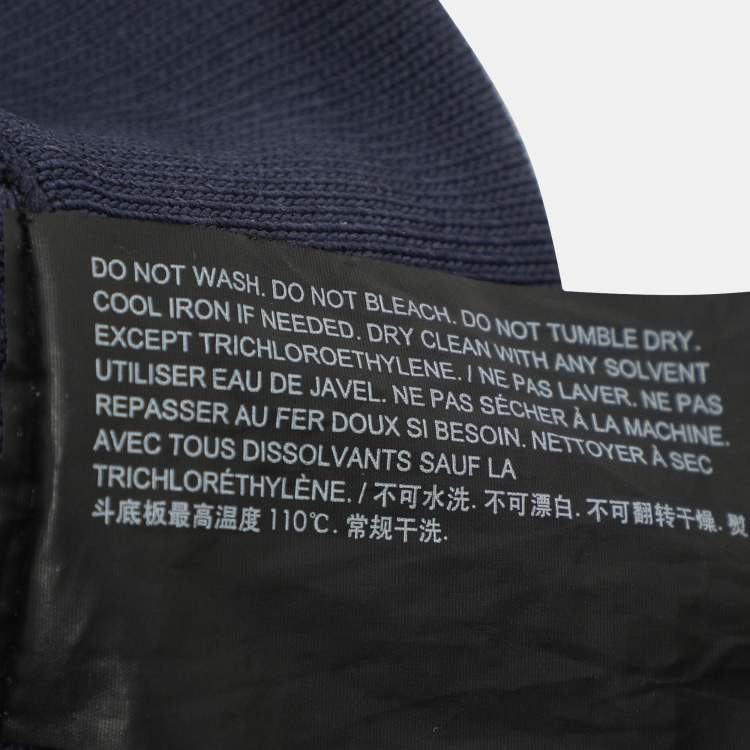 DO NOT WASH. DO NOT BLEACH. DO NOT TUMBLE DRY.
COOL IRON IF NEEDED. DRY CLEAN WITH ANY SOLVENT
EXCEPT TRICHLOROETHYLENE. / NE PAS LAVER. NE PAS
UTILISER EAU DE JAVEL. NE PAS SÉCHER À LA MACHINE.
REPASSER AU FER DOUX SI BESOIN. NETTOYER À SEC
AVEC TOUS DISSOLVANTS SAUF LA
TRICHLORÉTHYLÈNE. / 不可水洗. 不可漂白. 不可翻转干燥. 熨
斗底板最高温度 110℃. 常规干洗.